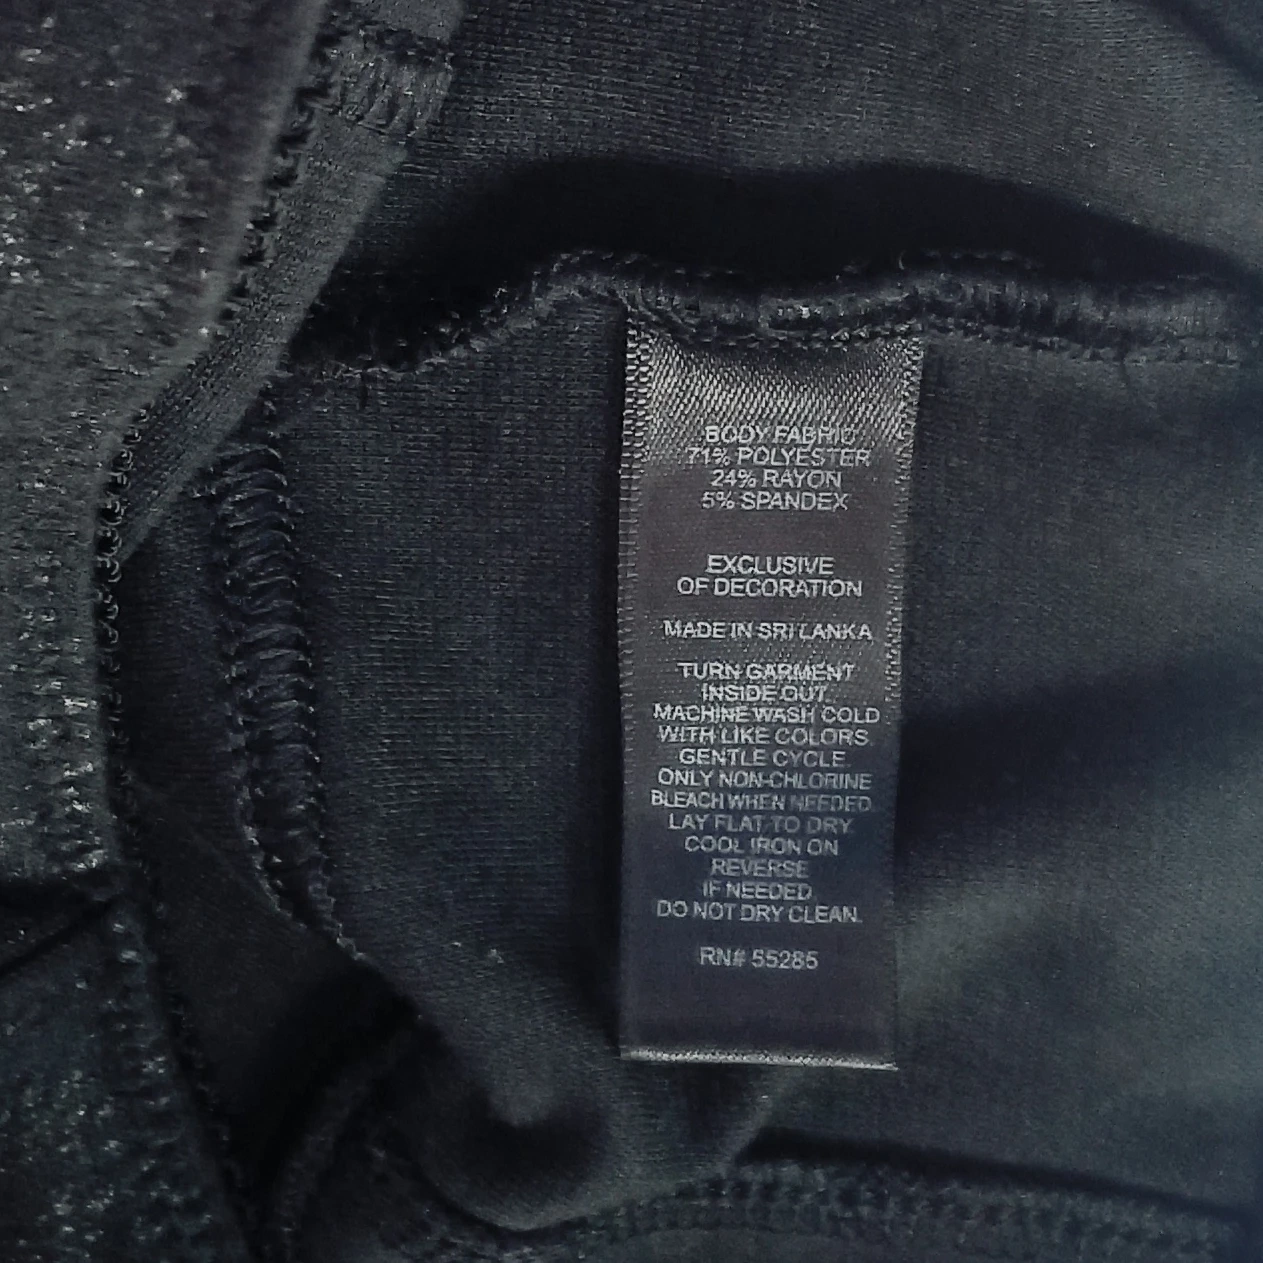 BODY FABRIC
71% POLYESTER
24% RAYON
5% SPANDEX
EXCLUSIVE
OF DECORATION
MADE IN SRI LANKA
TURN GARMENT
INSIDE OUT
MACHINE WASH COLD
WITH LIKE COLORS.
GENTLE CYCLE.
ONLY NON-CHLORINE
BLEACH WHEN NEEDED
LAY FLAT TO DRY
COOL IRON ON
REVERSE
IF NEEDED.
DO NOT DRY CLEAN.
RN# 55285